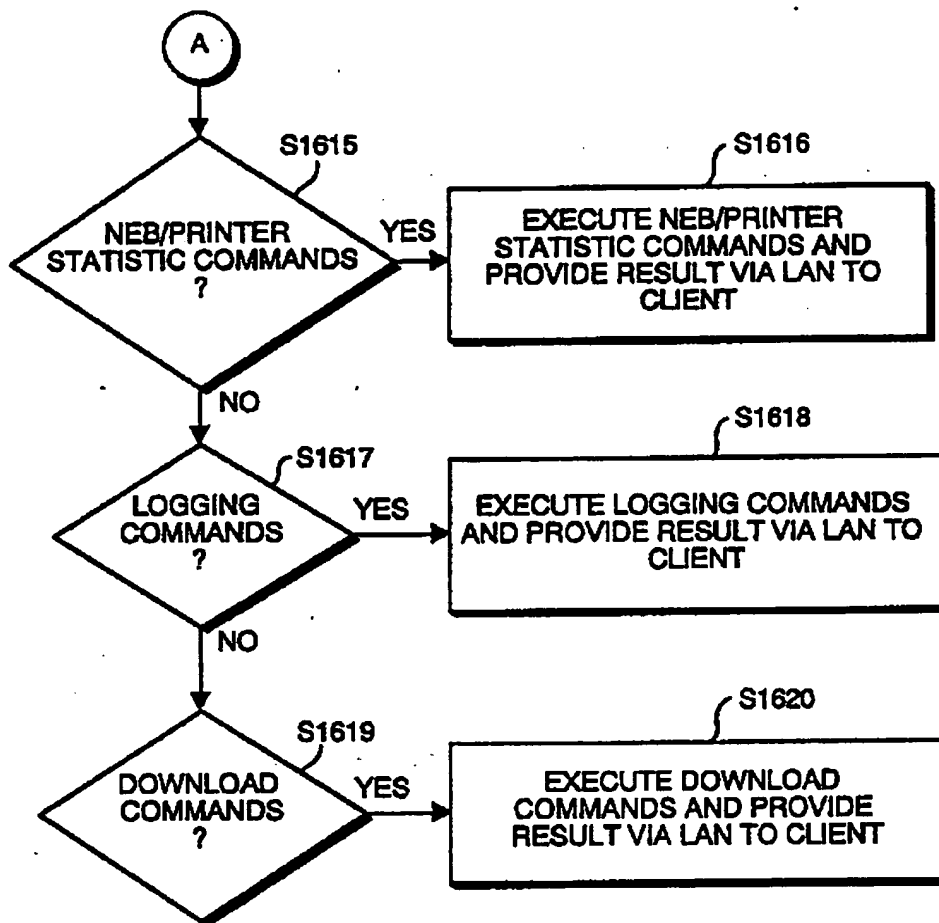 A
S1615
NEB/PRINTER
STATISTIC COMMANDS
?
YES
S1616
EXECUTE NEB/PRINTER
STATISTIC COMMANDS AND
PROVIDE RESULT VIA LAN TO
CLIENT
NO
S1617
LOGGING
COMMANDS
?
YES
S1618
EXECUTE LOGGING COMMANDS
AND PROVIDE RESULT VIA LAN TO
CLIENT
NO
S1619
DOWNLOAD
COMMANDS
?
YES
S1620
EXECUTE DOWNLOAD
COMMANDS AND PROVIDE
RESULT VIA LAN TO CLIENT